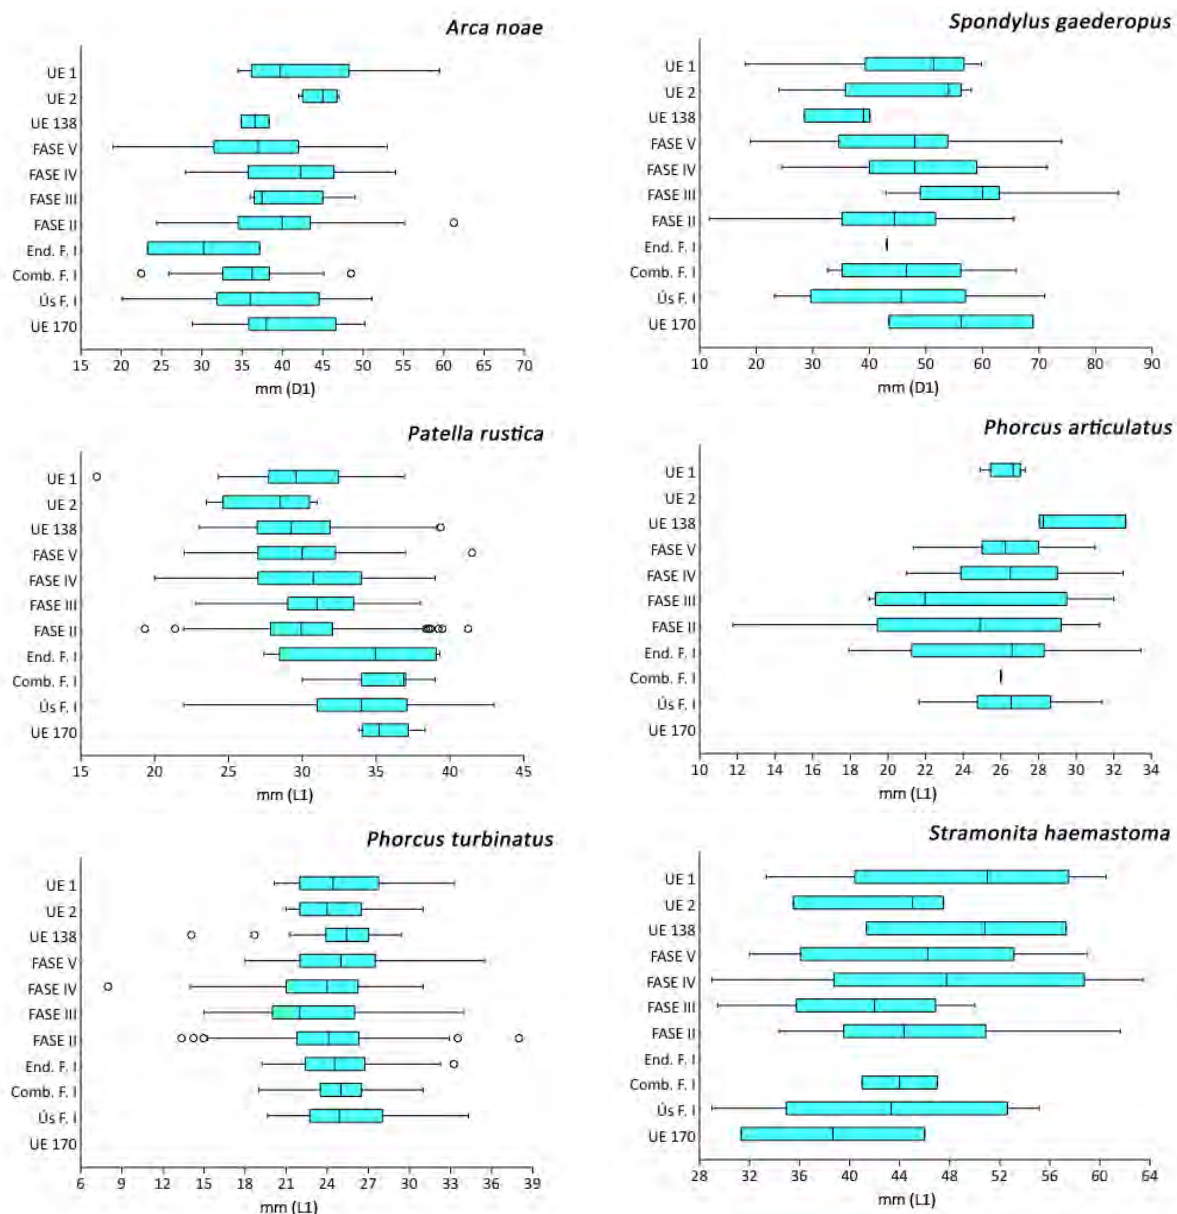 Arca noae
UE 1
UE 2
UE 138
FASE V
FASE IV
FASE III
FASE II
End. F. I
Comb. F. I
Ús F. I
UE 170
15 20 25 30 35 40 45 50 55 60 65 70
mm (D1)
Spondylus gaederopus
UE 1
UE 2
UE 138
FASE V
FASE IV
FASE III
FASE II
End. F. I
Comb. F. I
Ús F. I
UE 170
10 20 30 40 50 60 70 80 90
mm (D1)
Patella rustica
UE 1
UE 2
UE 138
FASE V
FASE IV
FASE III
FASE II
End. F. I
Comb. F. I
Ús F. I
UE 170
15 20 25 30 35 40 45
mm (L1)
Phorcus articulatus
UE 1
UE 2
UE 138
FASE V
FASE IV
FASE III
FASE II
End. F. I
Comb. F. I
Ús F. I
UE 170
10 12 14 16 18 20 22 24 26 28 30 32 34
mm (L1)
Phorcus turbinatus
UE 1
UE 2
UE 138
FASE V
FASE IV
FASE III
FASE II
End. F. I
Comb. F. I
Ús F. I
UE 170
6 9 12 15 18 21 24 27 30 33 36 39
mm (L1)
Stramonita haemastoma
UE 1
UE 2
UE 138
FASE V
FASE IV
FASE III
FASE II
End. F. I
Comb. F. I
Ús F. I
UE 170
28 32 36 40 44 48 52 56 60 64
mm (L1)